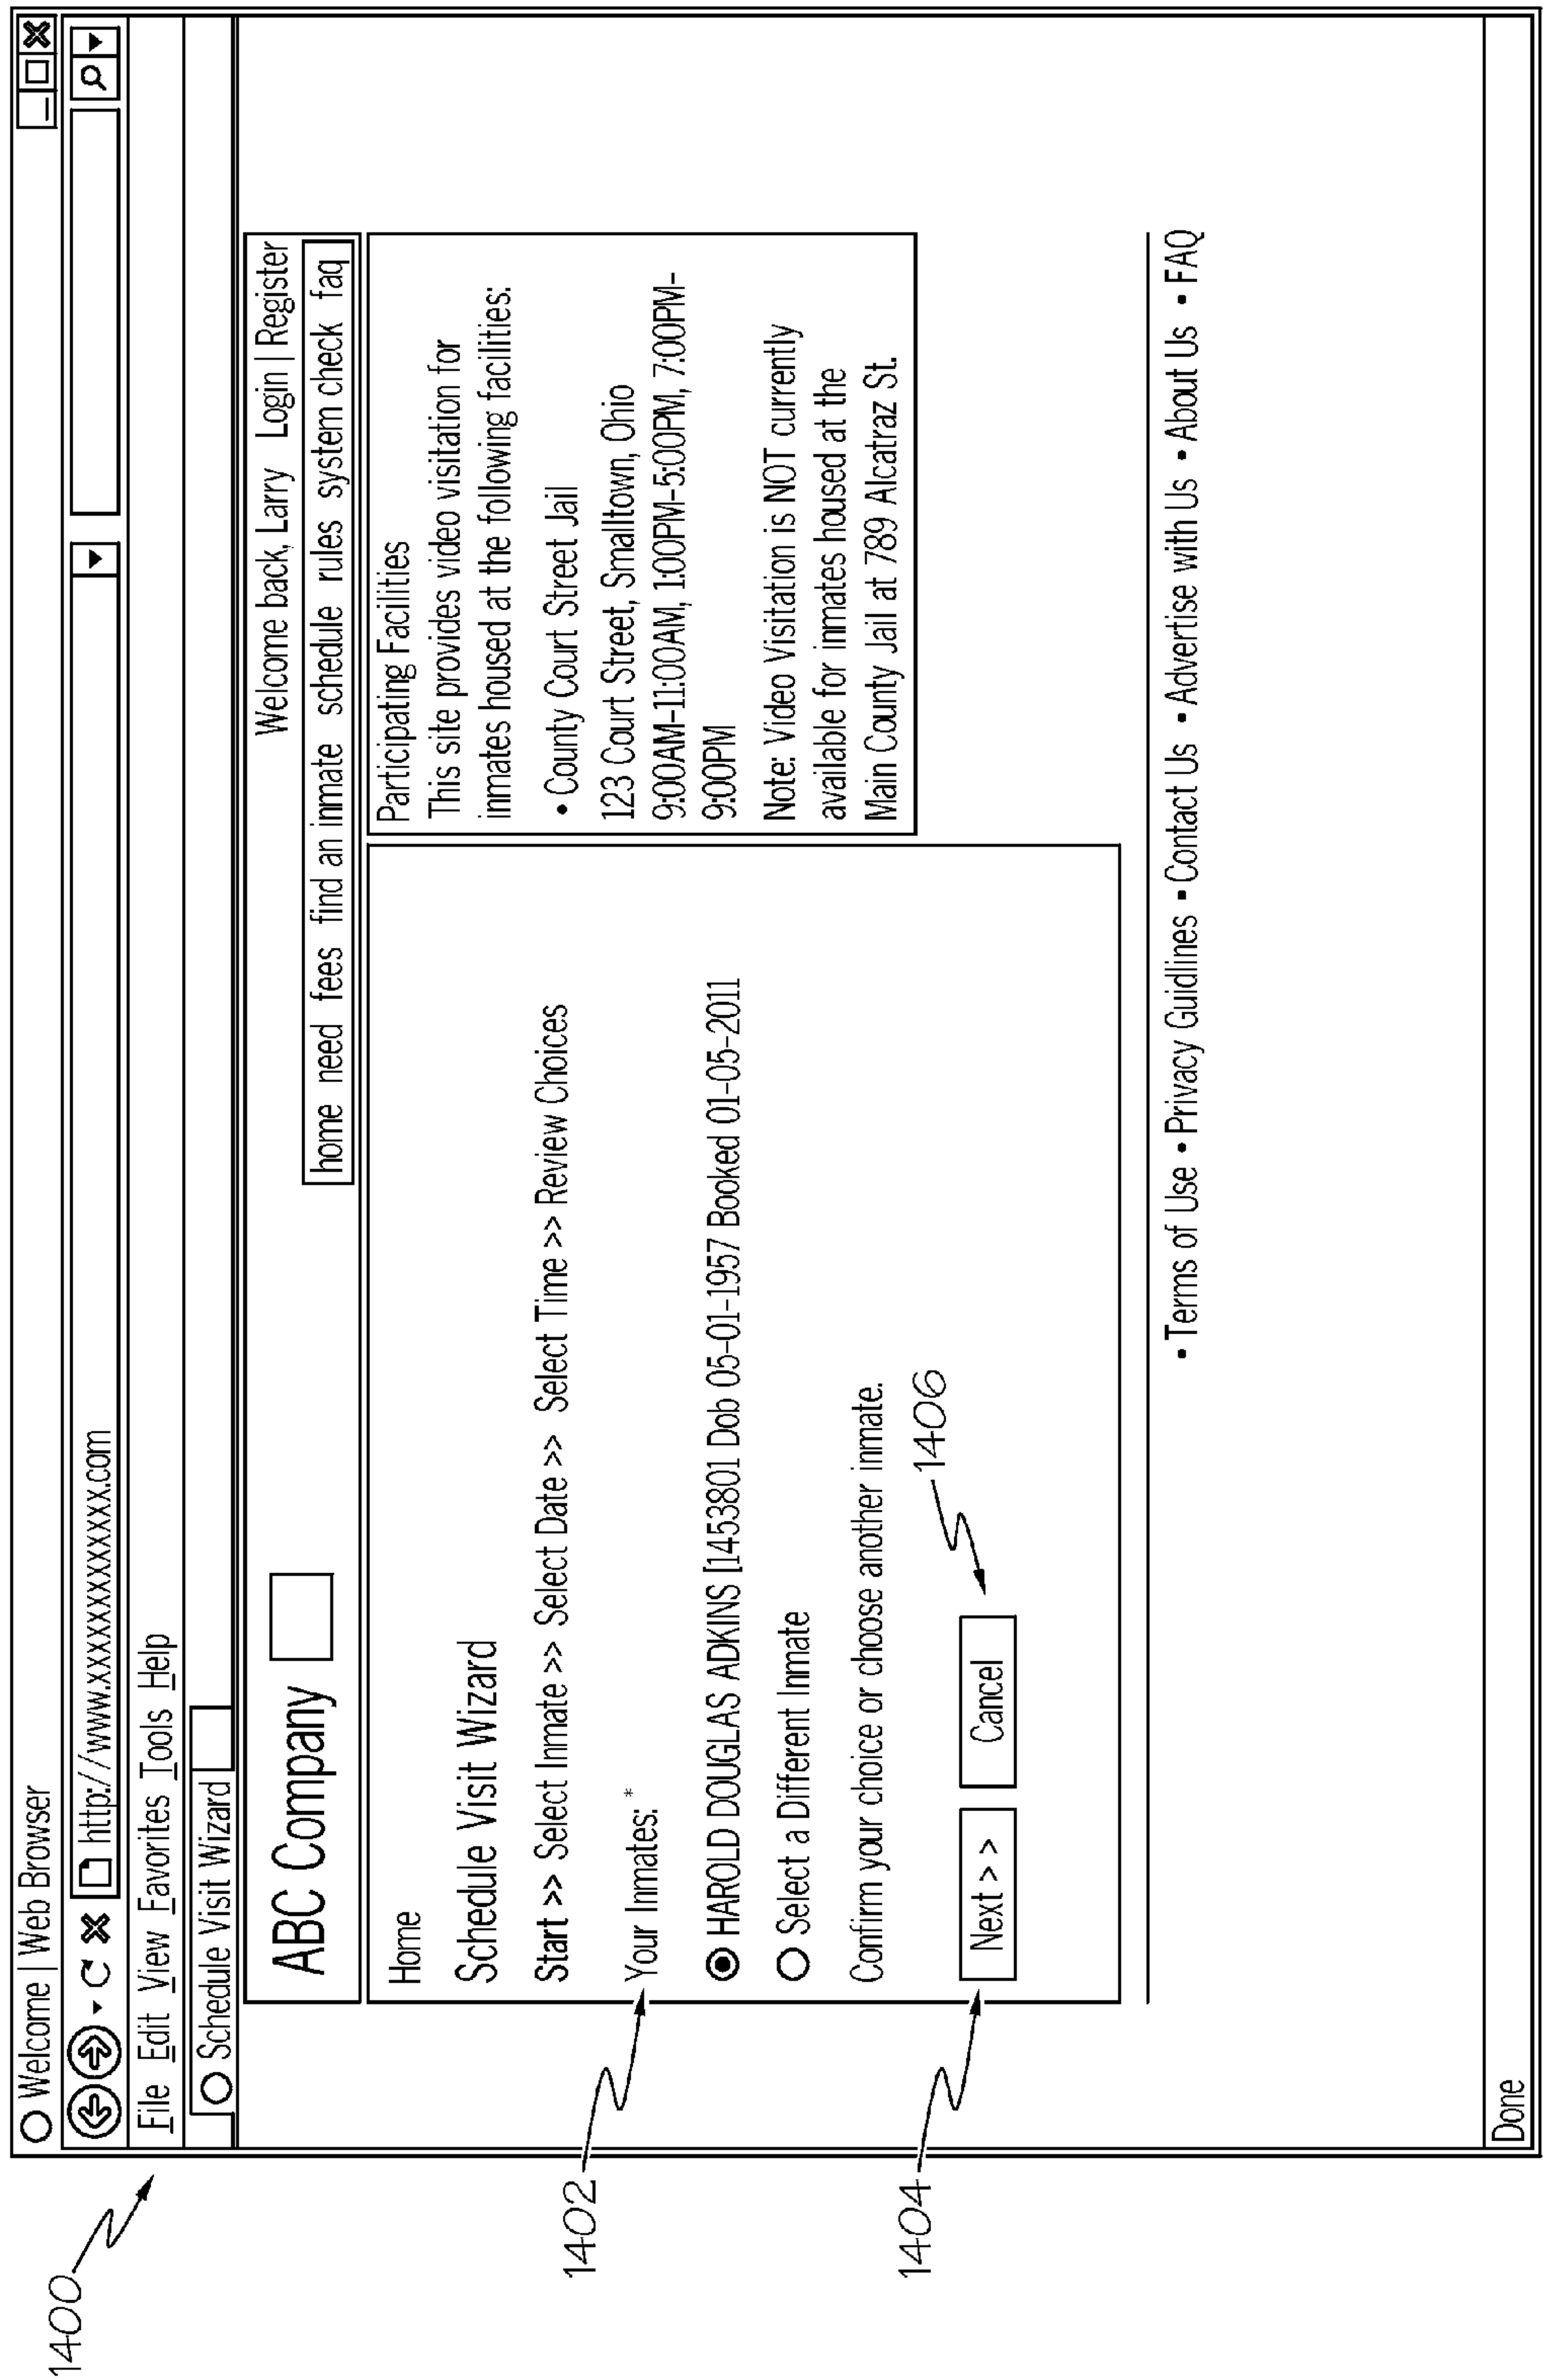 1400
Welcome | Web Browser
http://www.xxxxxxxxxxxxx.com
File Edit View Favorites Tools Help
Schedule Visit Wizard
ABC Company
Welcome back, Larry Login | Register
home need fees find an inmate schedule rules system check faq
Home
Schedule Visit Wizard
Start >> Select Inmate >> Select Date >> Select Time >> Review Choices
1402
Your Inmates: *
HAROLD DOUGLAS ADKINS [1453801 Dob 05-01-1957 Booked 01-05-2011
Select a Different Inmate
Confirm your choice or choose another inmate.
1404
Next > >
Cancel
1406
Participating Facilities
This site provides video visitation for
inmates housed at the following facilities:
• County Court Street Jail
123 Court Street, Smalltown, Ohio
9:00AM-11:00AM, 1:00PM-5:00PM, 7:00PM-
9:00PM
Note: Video Visitation is NOT currently
available for inmates housed at the
Main County Jail at 789 Alcatraz St.
• Terms of Use • Privacy Guidlines • Contact Us • Advertise with Us • About Us • FAQ
Done